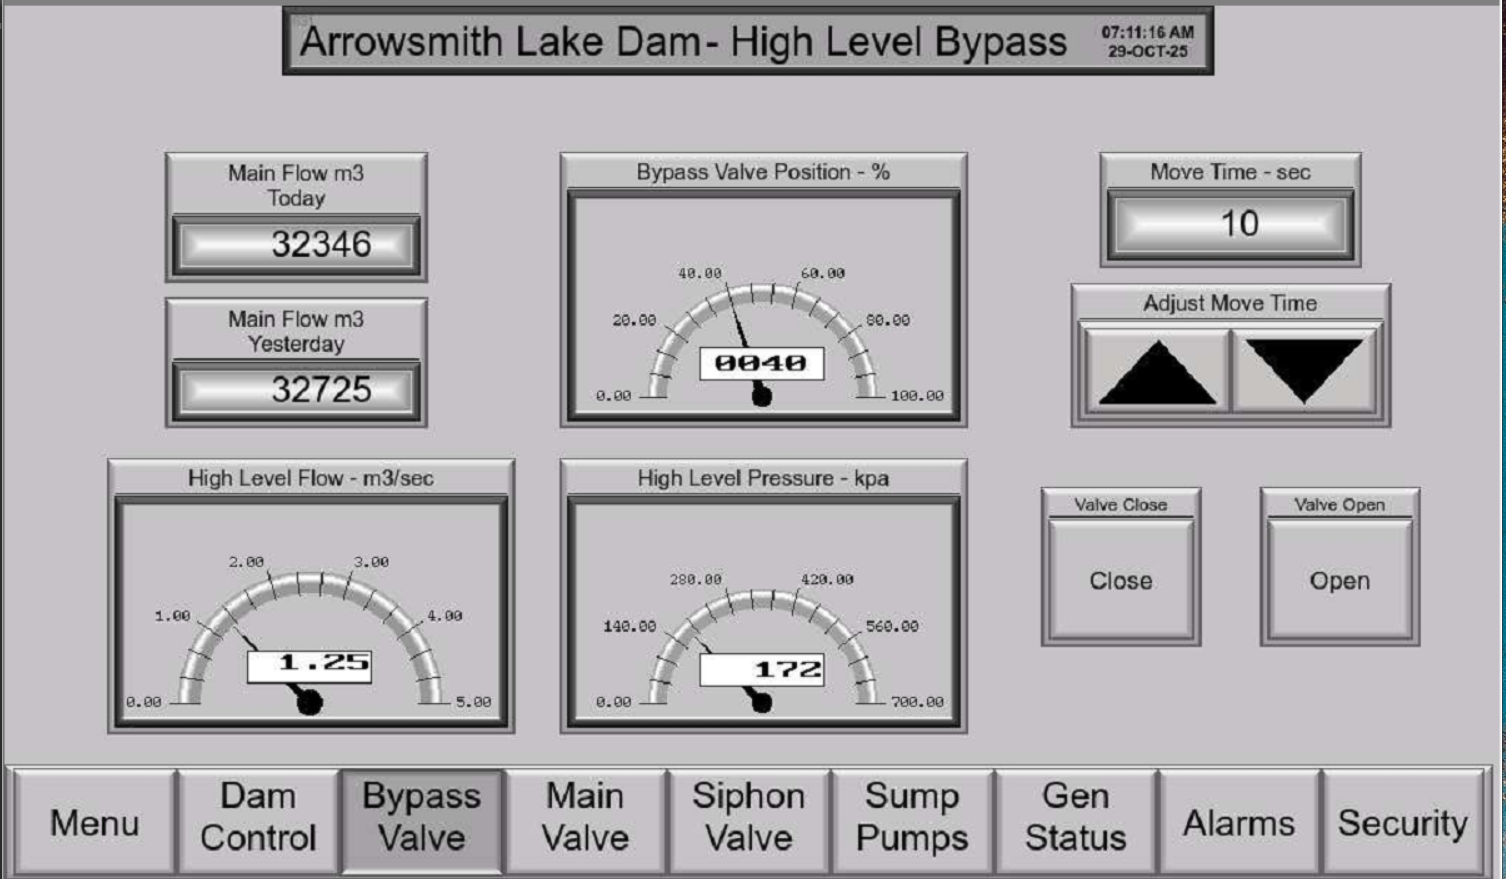 Arrowsmith Lake Dam- High Level Bypass
07:11:16 AM
29-OCT-25
Main Flow m3
Today
32346
Main Flow m3
Yesterday
32725
Bypass Valve Position - %
0.00
20.00
40.00
60.00
80.00
100.00
0040
Move Time - sec
10
Adjust Move Time
High Level Flow - m3/sec
0.00
1.00
2.00
3.00
4.00
5.00
1.25
High Level Pressure - kpa
0.00
140.00
280.00
420.00
560.00
700.00
172
Valve Close
Close
Valve Open
Open
Menu
Dam
Control
Bypass
Valve
Main
Valve
Siphon
Valve
Sump
Pumps
Gen
Status
Alarms
Security